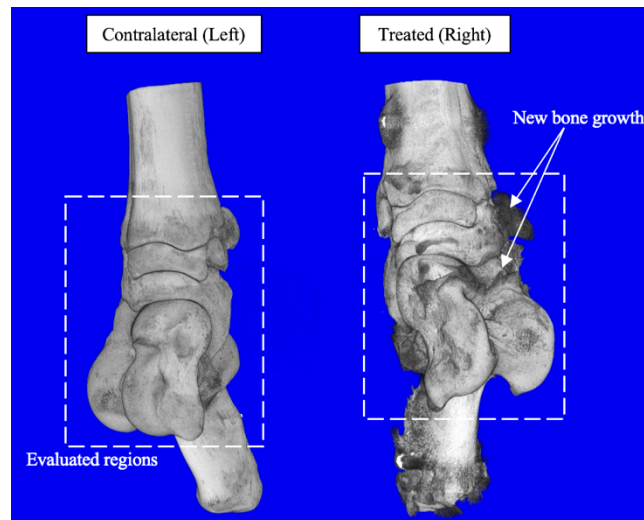 Contralateral (Left)
Treated (Right)
New bone growth
Evaluated regions